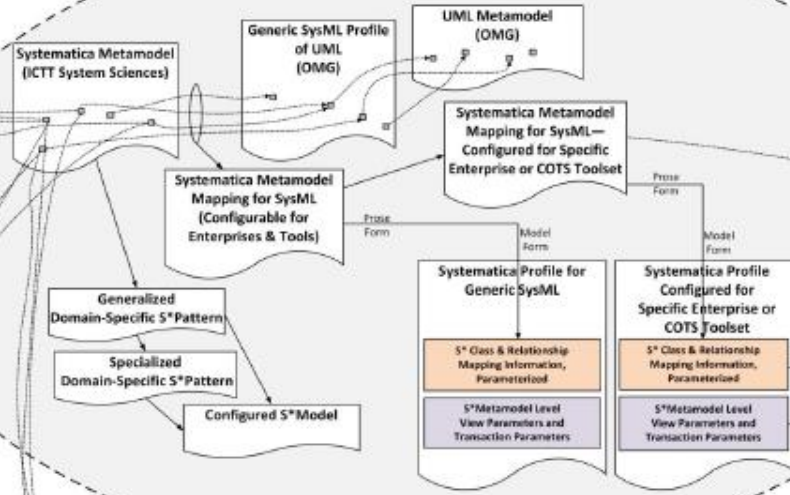 UML Metamodel
(OMG)
Generic SysML Profile
of UML
(OMG)
Systematica Metamodel
(ICTT System Sciences)
Systematica Metamodel
Mapping for SysML—
Configured for Specific
Enterprise or COTS Toolset
Systematica Metamodel
Mapping for SysML
(Configurable for
Enterprises & Tools)
Prose
Form
Prose
Form
Model
Form
Model
Form
Generalized
Domain-Specific S*Pattern
Specialized
Domain-Specific S*Pattern
Configured S*Model
Systematica Profile for
Generic SysML
S* Class & Relationship
Mapping Information,
Parameterized
S*Metamodel Level
View Parameters and
Transaction Parameters
Systematica Profile
Configured for
Specific Enterprise or
COTS Toolset
S* Class & Relationship
Mapping Information,
Parameterized
S*Metamodel Level
View Parameters and
Transaction Parameters